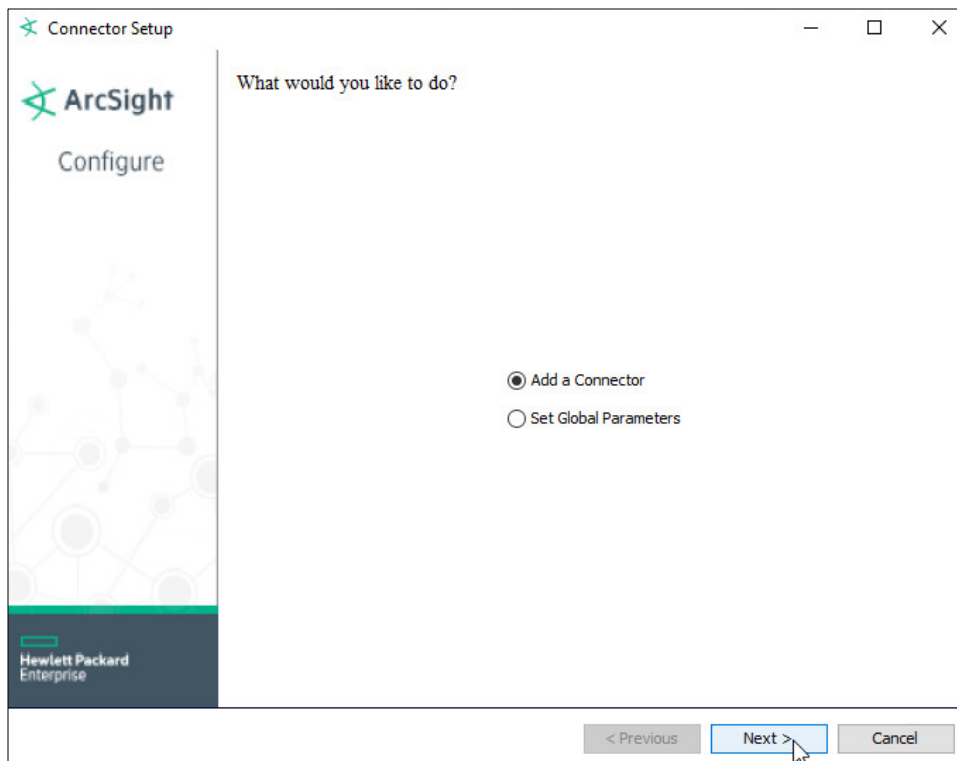 Connector Setup
ArcSight
Configure
What would you like to do?
Add a Connector
Set Global Parameters
Hewlett Packard
Enterprise
< Previous
Next >
Cancel